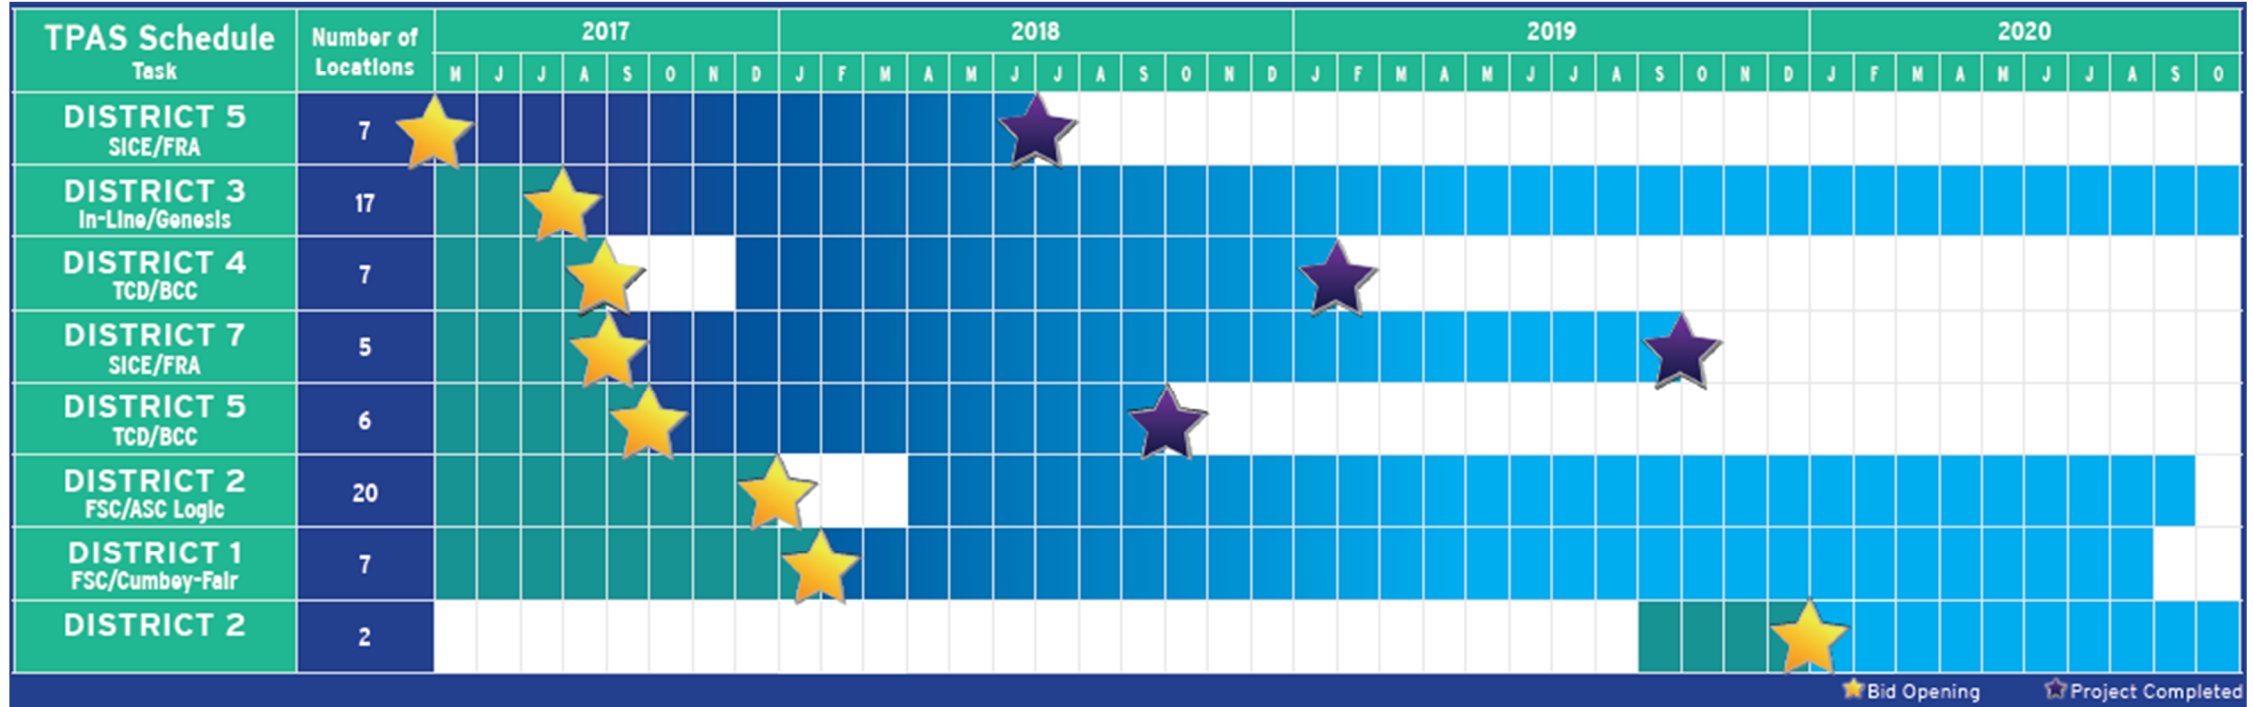 TPAS Schedule
Task
Number of
Locations
2017 2018 2019 2020
M J J A S O N D J F M A M J J A S O N D J F M A M J J A S O N D J F M A N J J A S O
DISTRICT 5
SICE/FRA
7
DISTRICT 3
In-Line/Genesis
17
DISTRICT 4
TCD/BCC
7
DISTRICT 7
SICE/FRA
5
DISTRICT 5
TCD/BCC
6
DISTRICT 2
FSC/ASC Logic
20
DISTRICT 1
FSC/Cumbey-Fair
7
DISTRICT 2
2
Bid Opening
Project Completed